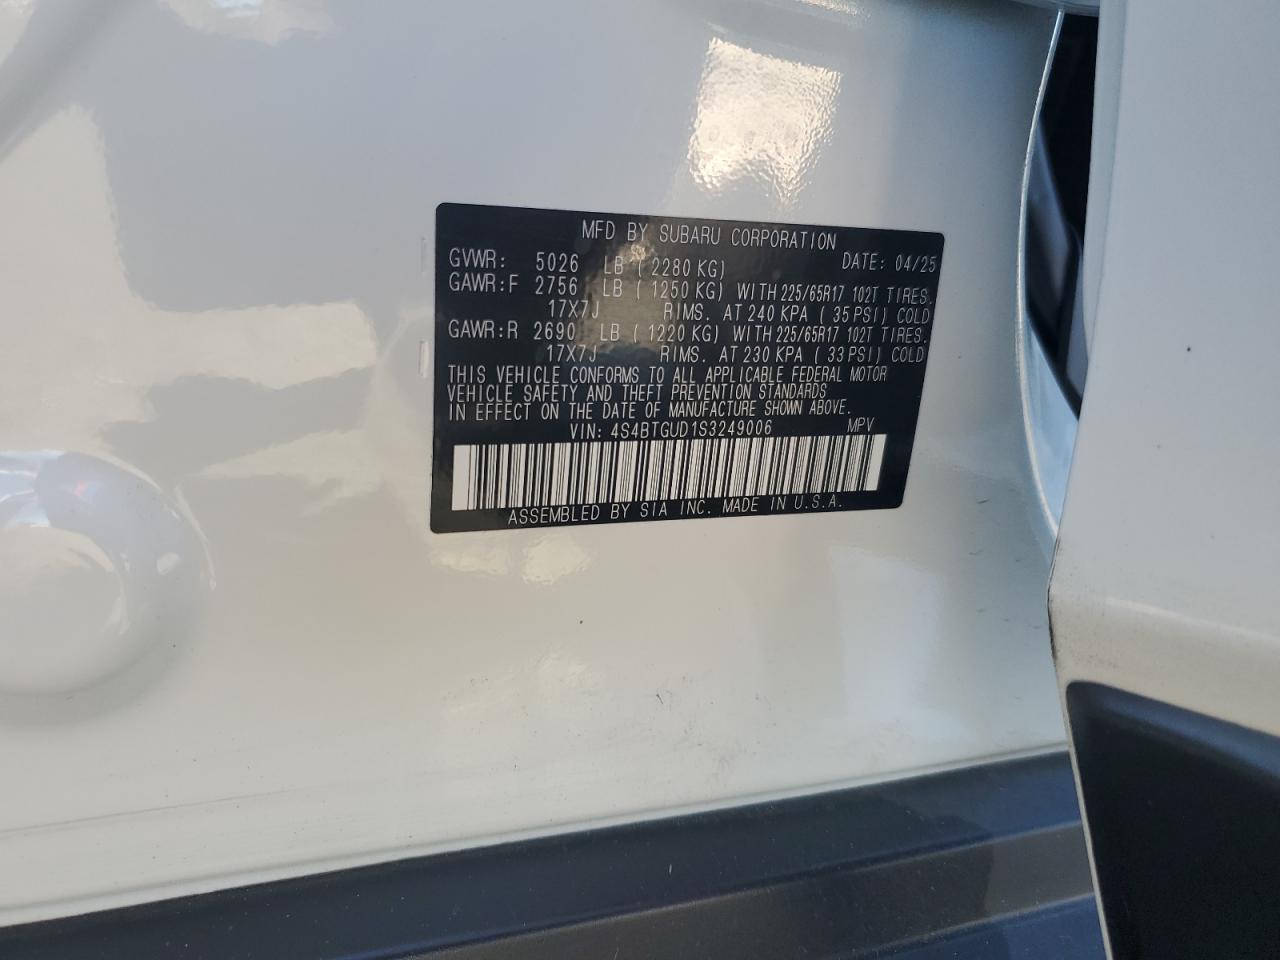 MFD BY SUBARU CORPORATION
GVWR: 5026 LB ( 2280 KG) DATE: 04/25
GAWR:F 2756 LB ( 1250 KG) WITH 225/65R17 102T TIRES.
17X7J RIMS. AT 240 KPA ( 35 PSI) COLD
GAWR:R 2690 LB ( 1220 KG) WITH 225/65R17 102T TIRES.
17X7J RIMS. AT 230 KPA ( 33 PSI) COLD
THIS VEHICLE CONFORMS TO ALL APPLICABLE FEDERAL MOTOR
VEHICLE SAFETY AND THEFT PREVENTION STANDARDS
IN EFFECT ON THE DATE OF MANUFACTURE SHOWN ABOVE.
VIN: 4S4BTGUD1S3249006 MPV
ASSEMBLED BY SIA INC. MADE IN U.S.A.